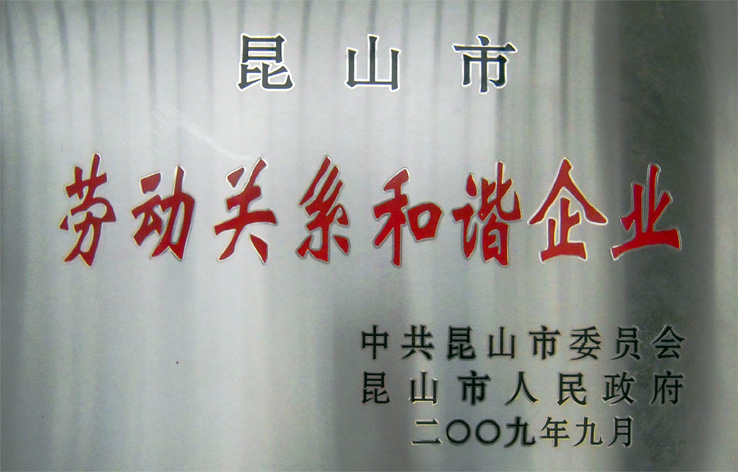 昆山市
劳动关系和谐企业
中共昆山市委员会
昆山市人民政府
二〇〇九年九月